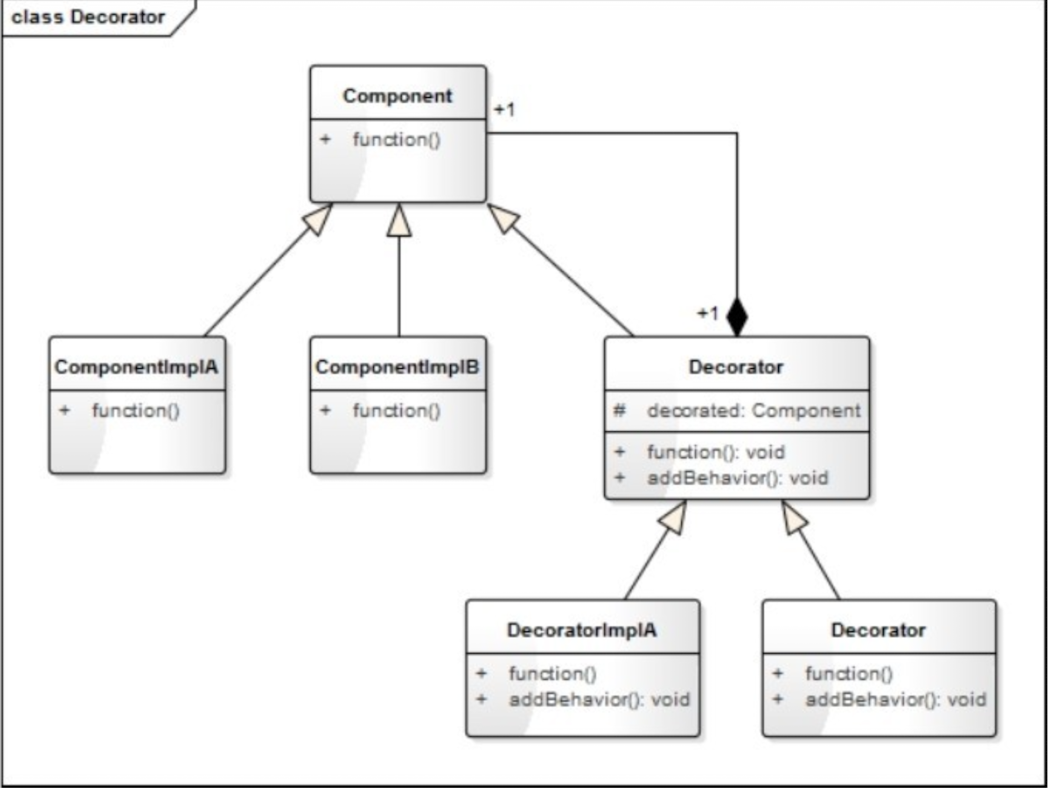 class Decorator
Component
+1
+ function()
+1
ComponentImplA
+ function()
ComponentImplB
+ function()
Decorator
# decorated: Component
+ function(): void
+ addBehavior(): void
DecoratorImplA
+ function()
+ addBehavior(): void
Decorator
+ function()
+ addBehavior(): void